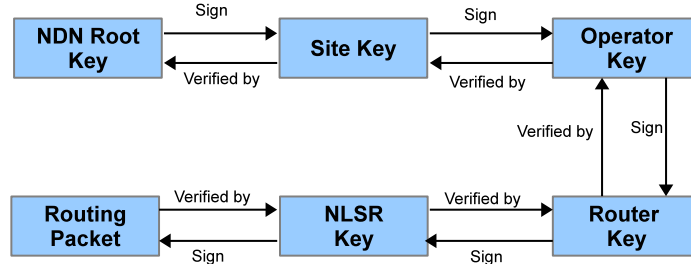 Sign
Sign
NDN Root
Key
Site Key
Operator
Key
Verified by
Verified by
Verified by
Sign
Verified by
Verified by
Routing
Packet
NLSR
Key
Router
Key
Sign
Sign